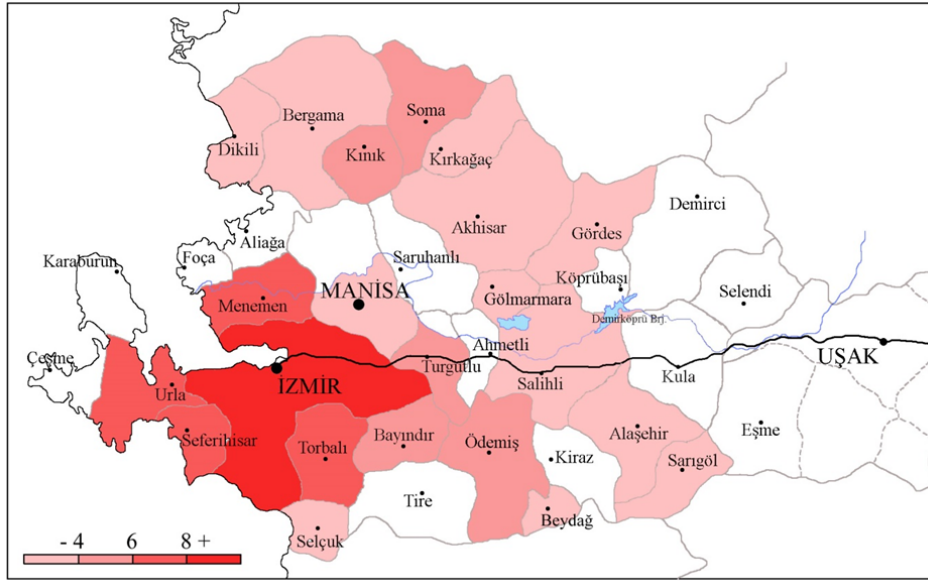 Soma
Bergama
Dikili
Kınık
Kırkağaç
Demirci
Akhisar
Gördes
Aliağa
Karaburun
Foça
Saruhanlı
Köprübaşı
MANİSA
Gölmarmara
Selendi
Menemen
Demirköprü Brj.
Ahmetli
UŞAK
Çeşme
Turgutlu
İZMİR
Salihli
Kula
Urla
Seferihisar
Torbalı
Bayındır
Ödemiş
Alaşehir
Eşme
Kiraz
Sarıgöl
Tire
Beydağ
Selçuk
- 4 6 8 +